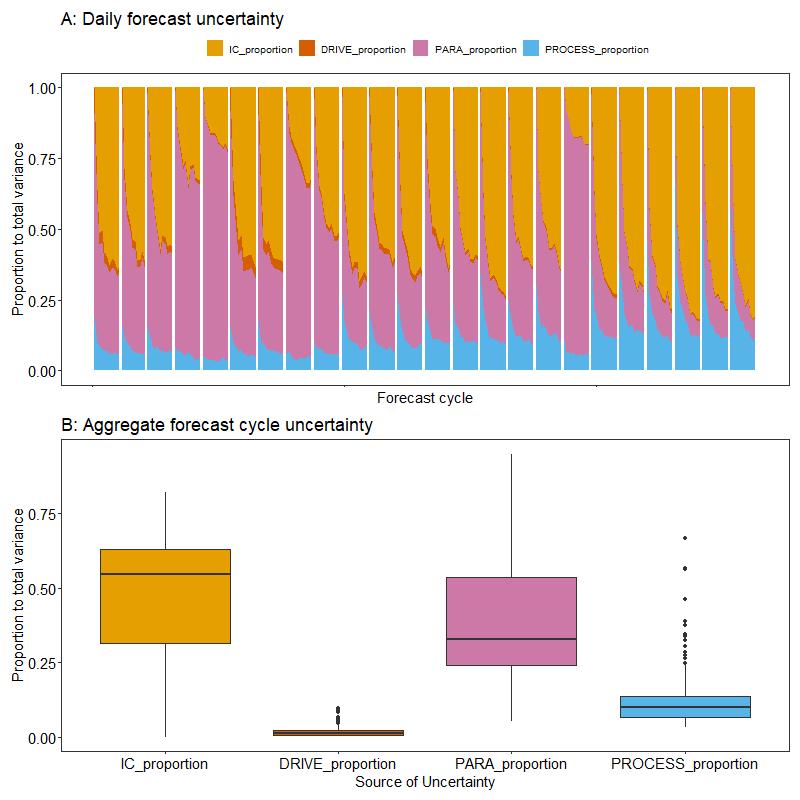 A: Daily forecast uncertainty
IC_proportion DRIVE_proportion PARA_proportion PROCESS_proportion
Proportion to total variance
1.00
0.75
0.50
0.25
0.00
Forecast cycle
B: Aggregate forecast cycle uncertainty
Proportion to total variance
0.75
0.50
0.25
0.00
IC_proportion DRIVE_proportion PARA_proportion PROCESS_proportion
Source of Uncertainty